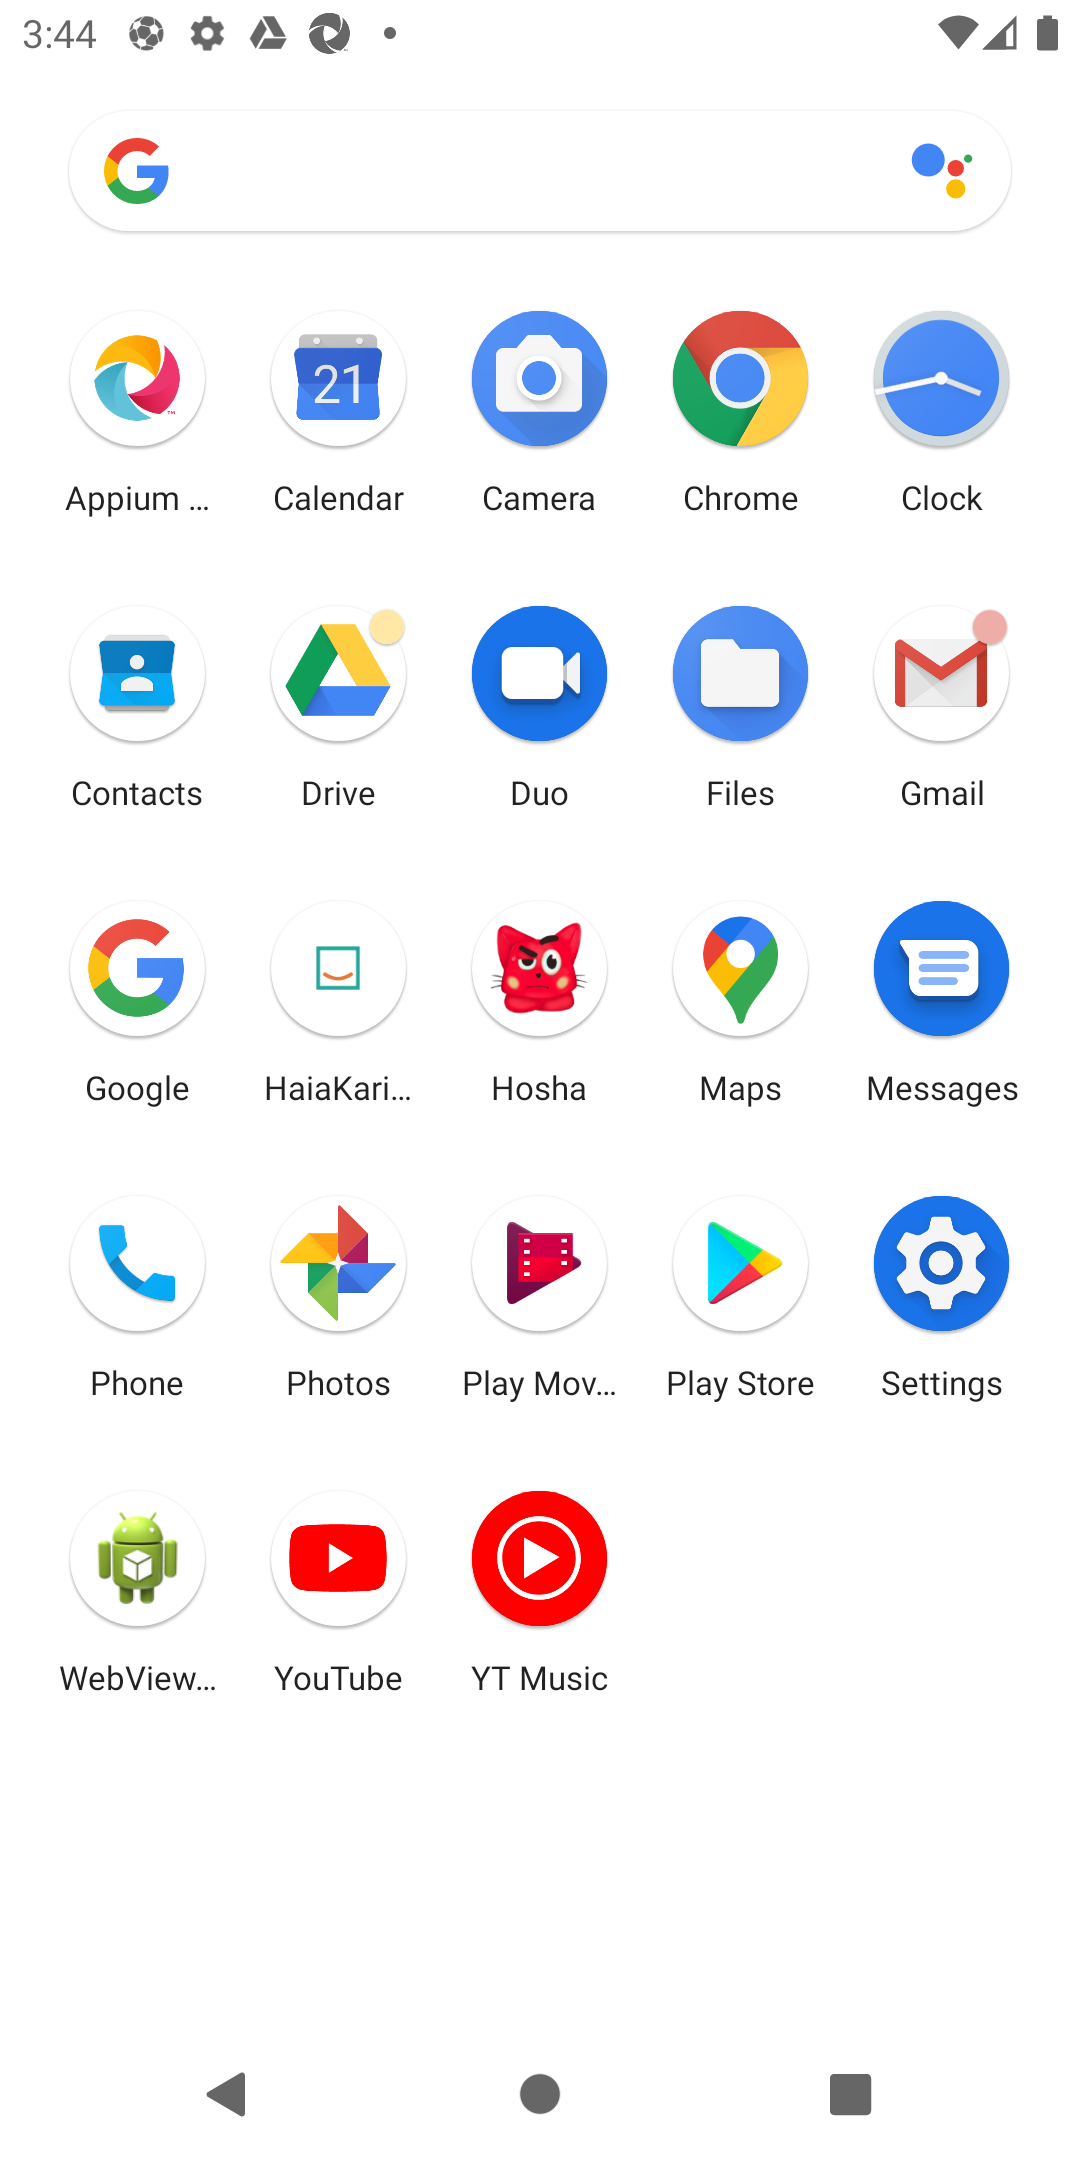 3:44
21
Appium ... Calendar Camera Chrome Clock
Contacts Drive Duo Files Gmail
Google HaiaKari... Hosha Maps Messages
Phone Photos Play Mov... Play Store Settings
WebView... YouTube YT Music